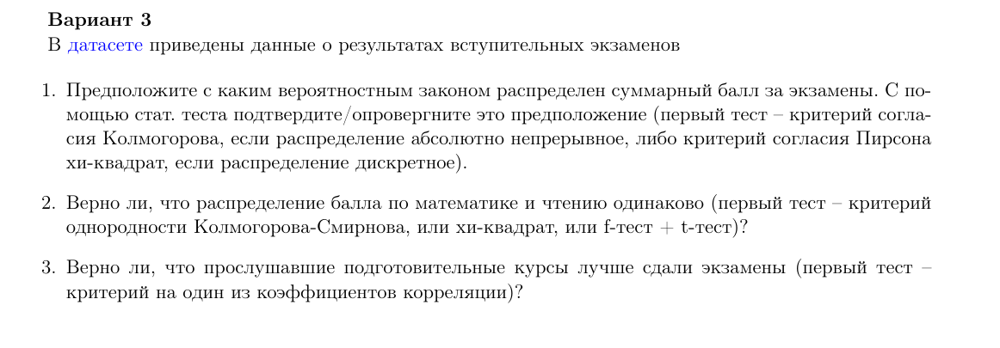 Вариант 3
В датасете приведены данные о результатах вступительных экзаменов
1. Предположите с каким вероятностным законом распределен суммарный балл за экзамены. С по-
мощью стат. теста подтвердите/опровергните это предположение (первый тест – критерий согла-
сия Колмогорова, если распределение абсолютно непрерывное, либо критерий согласия Пирсона
хи-квадрат, если распределение дискретное).
2. Верно ли, что распределение балла по математике и чтению одинаково (первый тест – критерий
однородности Колмогорова-Смирнова, или хи-квадрат, или f-тест + t-тест)?
3. Верно ли, что прослушавшие подготовительные курсы лучше сдали экзамены (первый тест –
критерий на один из коэффициентов корреляции)?